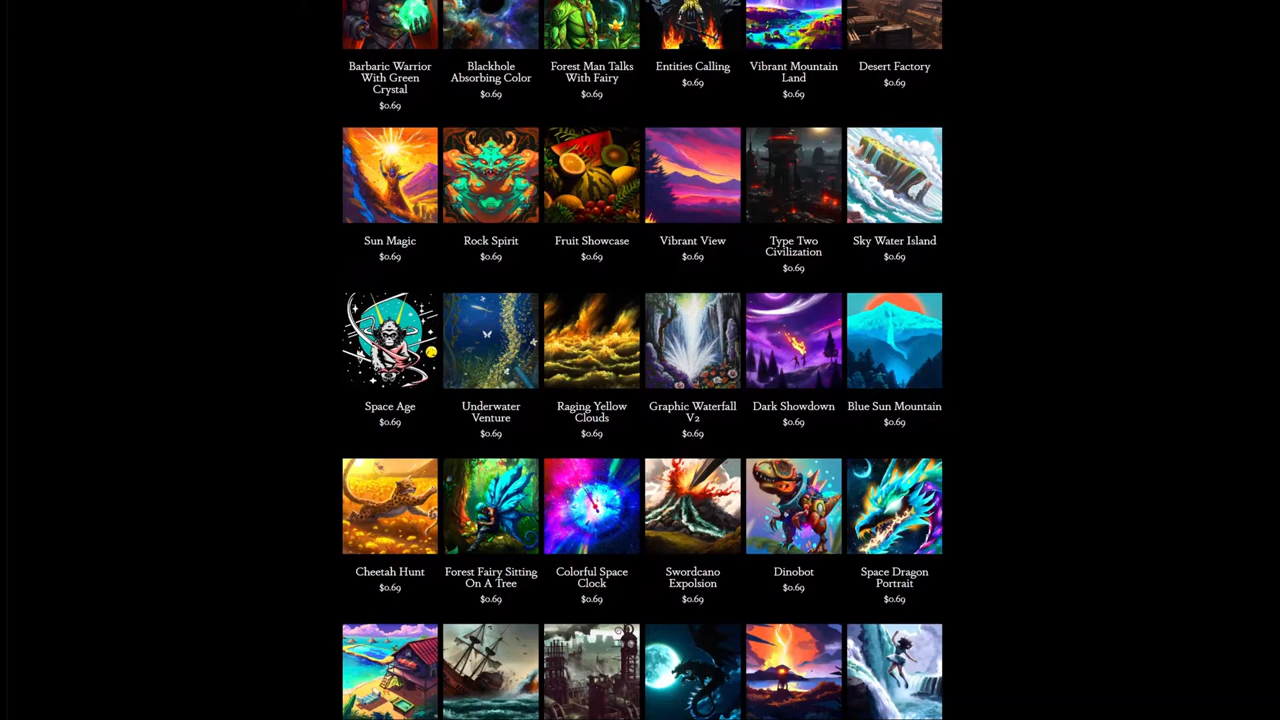 Barbaric Warrior
With Green
Crystal
$0.69
Blackhole
Absorbing Color
$0.69
Forest Man Talks
With Fairy
$0.69
Entities Calling
$0.69
Vibrant Mountain
Land
$0.69
Desert Factory
$0.69
Sun Magic
$0.69
Rock Spirit
$0.69
Fruit Showcase
$0.69
Vibrant View
$0.69
Type Two
Civilization
$0.69
Sky Water Island
$0.69
Space Age
$0.69
Underwater
Venture
$0.69
Raging Yellow
Clouds
$0.69
Graphic Waterfall
V2
$0.69
Dark Showdown
$0.69
Blue Sun Mountain
$0.69
Cheetah Hunt
$0.69
Forest Fairy Sitting
On A Tree
$0.69
Colorful Space
Clock
$0.69
Swordcano
Expolsion
$0.69
Dinobot
$0.69
Space Dragon
Portrait
$0.69